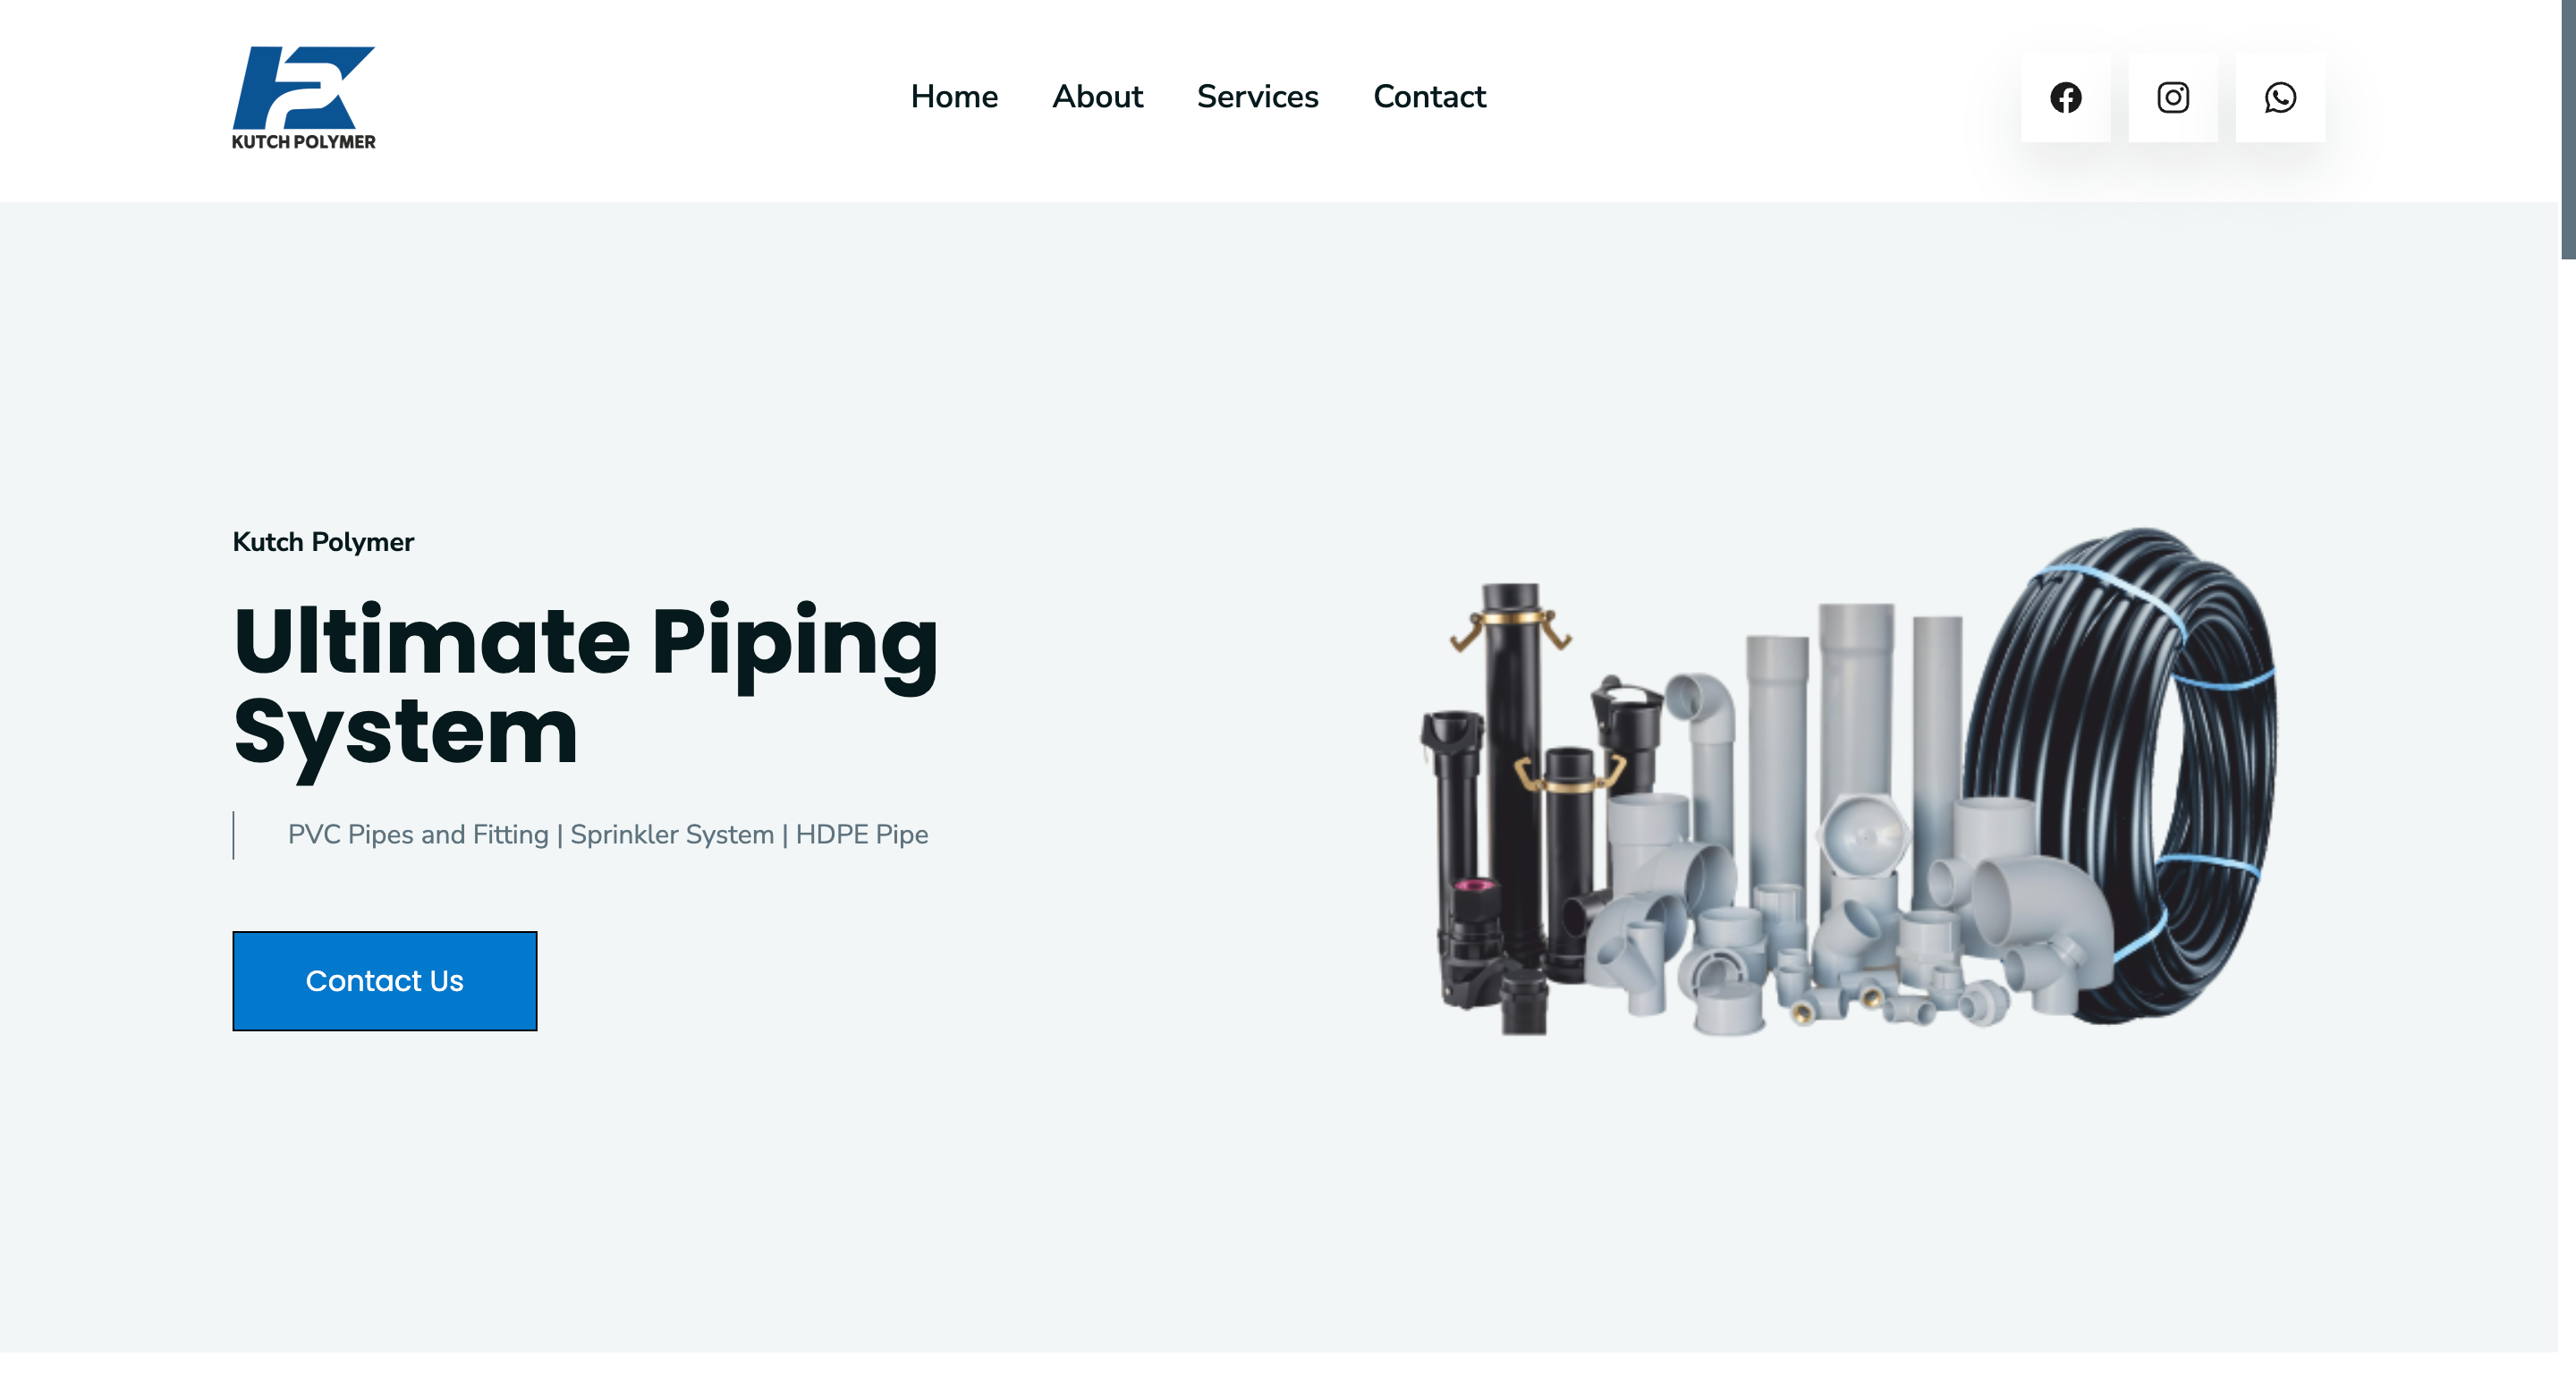 KUTCH POLYMER
Home About Services Contact
Kutch Polymer
Ultimate Piping
System
PVC Pipes and Fitting | Sprinkler System | HDPE Pipe
Contact Us